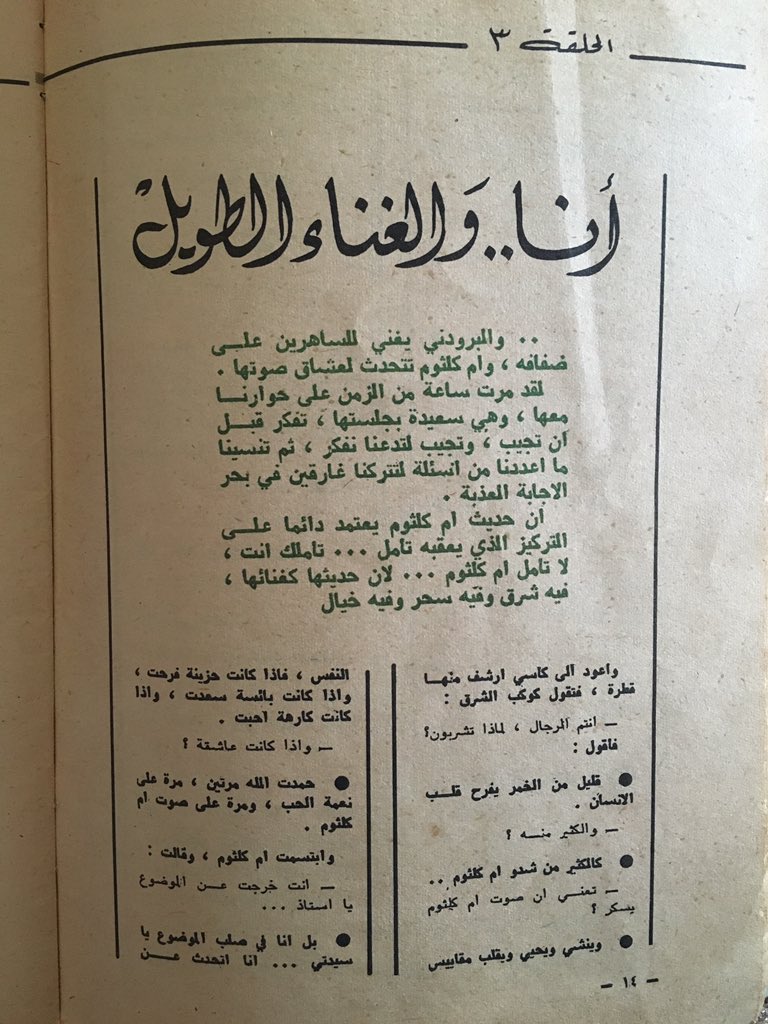 الحلقة ٣
أنا.. وَالغناء الطويل
.. والبرودني يغني للساهرين على
ضفافه ، وام كلثوم تتحدث لعشاق صوتها .
لقد مرت ساعة من الزمن على حوارنا
معها ، وهي سعيدة بجلستها ، تفكر قبل
ان تجيب ، وتجيب لتدعنا نفكر ، ثم تنسينا
ما اعددنا من اسئلة لتتركنا غارقين في بحر
الاجابة العذبة .
ان حديث ام كلثوم يعتمد دائما على
التركيز الذي يعقبه تأمل ... تأملك انت ،
لا تأمل ام كلثوم ... لان حديثها كغنائها ،
فيه شرق وفيه سحر وفيه خيال
واعود الى كاسي ارشف منها
قطرة ، فتقول كوكب الشرق :
— انتم الرجال ، لماذا تشربون؟
فاقول :
● قليل من الخمر يفرح قلب
الانسان .
— والكثير منه ؟
● كالكثير من شدو ام كلثوم ..
— تعني ان صوت ام كلثوم
يسكر ؟
● وينشي ويحيي ويقلب مقاييس
النفس ، فاذا كانت حزينة فرحت ،
واذا كانت بائسة سعدت ، واذا
كانت كارهة احبت .
— واذا كانت عاشقة ؟
● حمدت الله مرتين ، مرة على
نعمة الحب ، ومرة على صوت ام
كلثوم .
وابتسمت ام كلثوم ، وقالت :
— انت خرجت عن الموضوع
يا استاذ ...
● بل انا في صلب الموضوع يا
سيدتي ... انا اتحدث عن
— ١٤ —